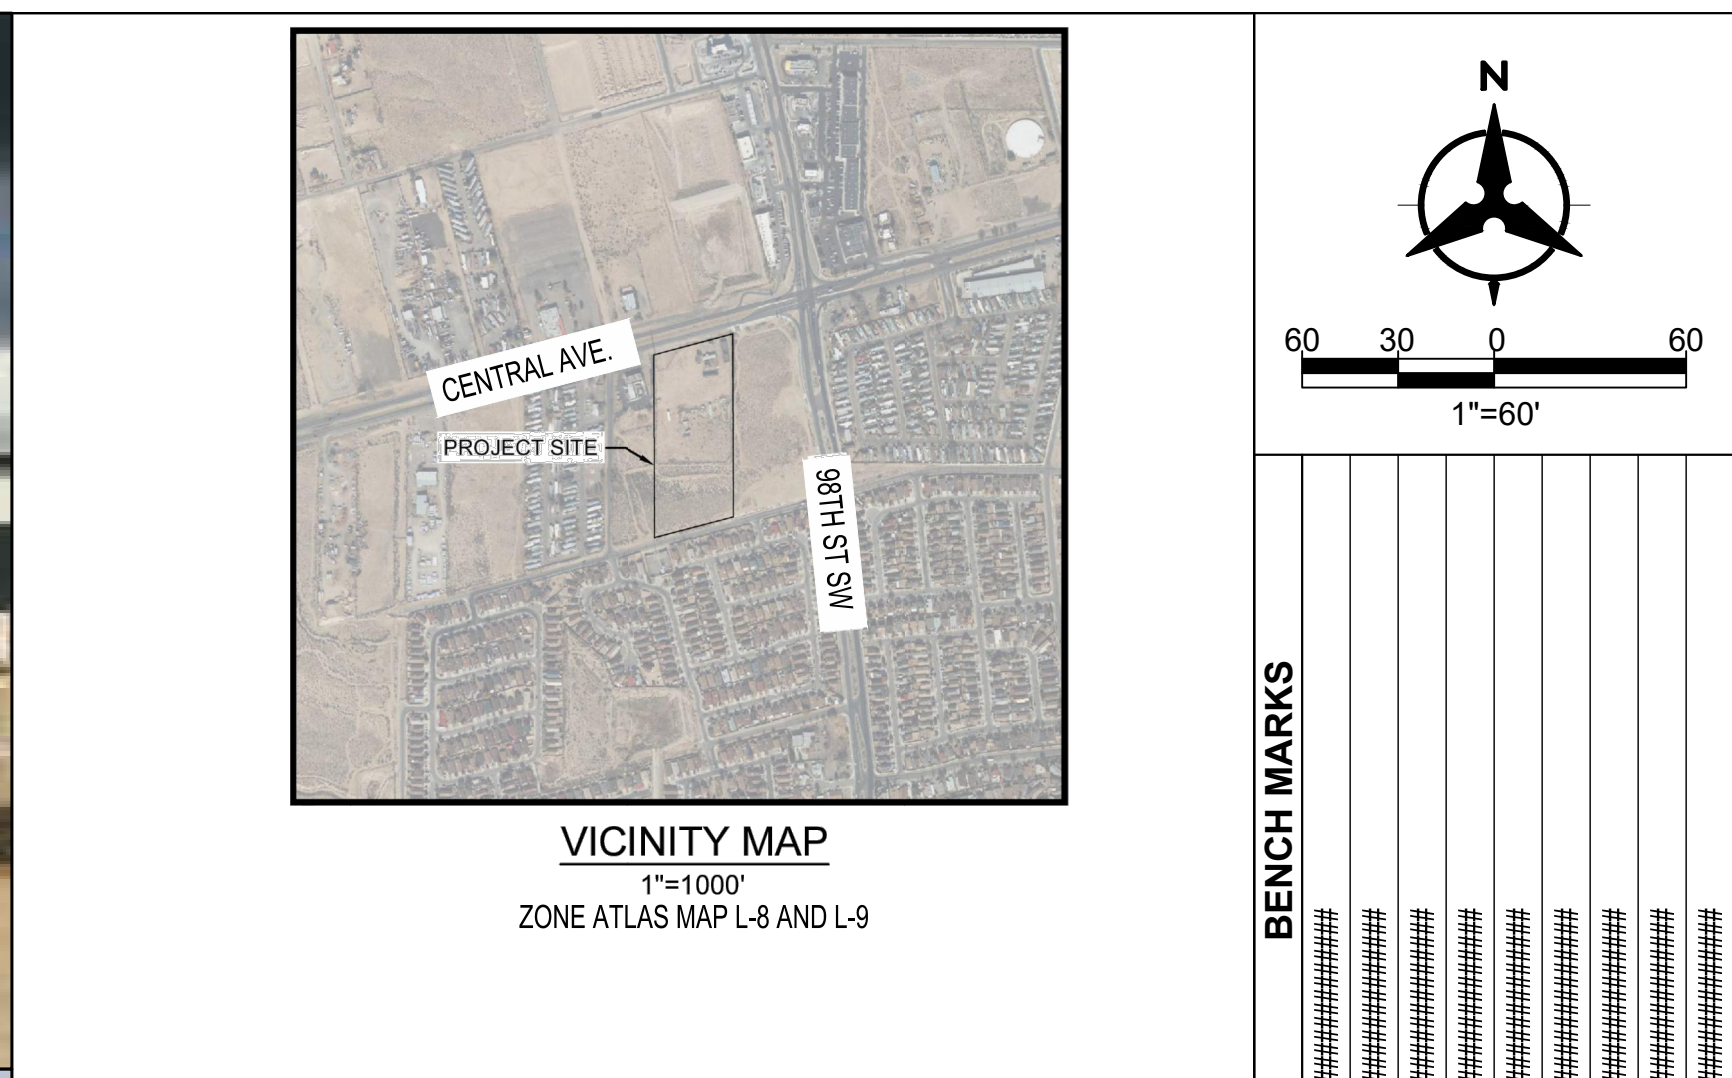 CENTRAL AVE.
PROJECT SITE
98TH ST SW
VICINITY MAP
1"=1000'
ZONE ATLAS MAP L-8 AND L-9
N
60 30 0 60
1"=60'
BENCH MARKS